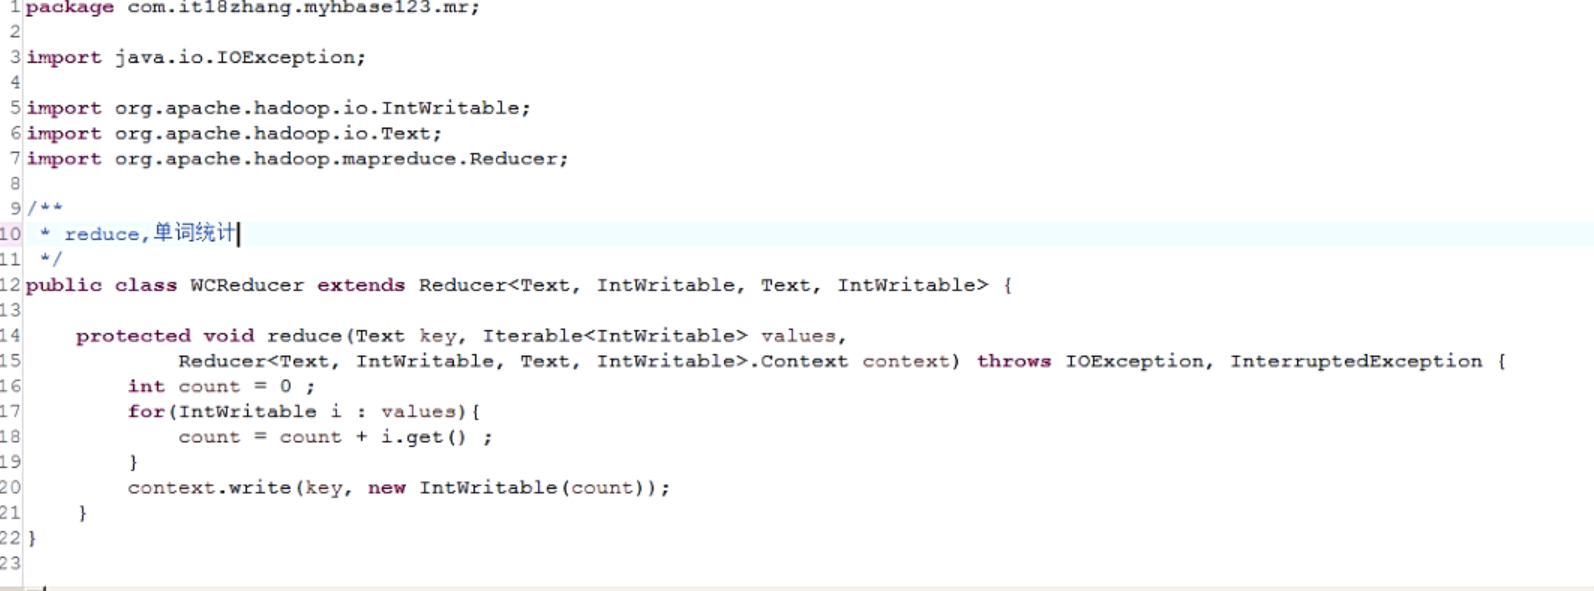 1 package com.it18zhang.myhbase123.mr;
2
3 import java.io.IOException;
4
5 import org.apache.hadoop.io.IntWritable;
6 import org.apache.hadoop.io.Text;
7 import org.apache.hadoop.mapreduce.Reducer;
8
9 /**
10 * reduce,单词统计
11 */
12 public class WCReducer extends Reducer<Text, IntWritable, Text, IntWritable> {
13
14 protected void reduce(Text key, Iterable<IntWritable> values,
15 Reducer<Text, IntWritable, Text, IntWritable>.Context context) throws IOException, InterruptedException {
16 int count = 0 ;
17 for(IntWritable i : values){
18 count = count + i.get() ;
19 }
20 context.write(key, new IntWritable(count));
21 }
22 }
23